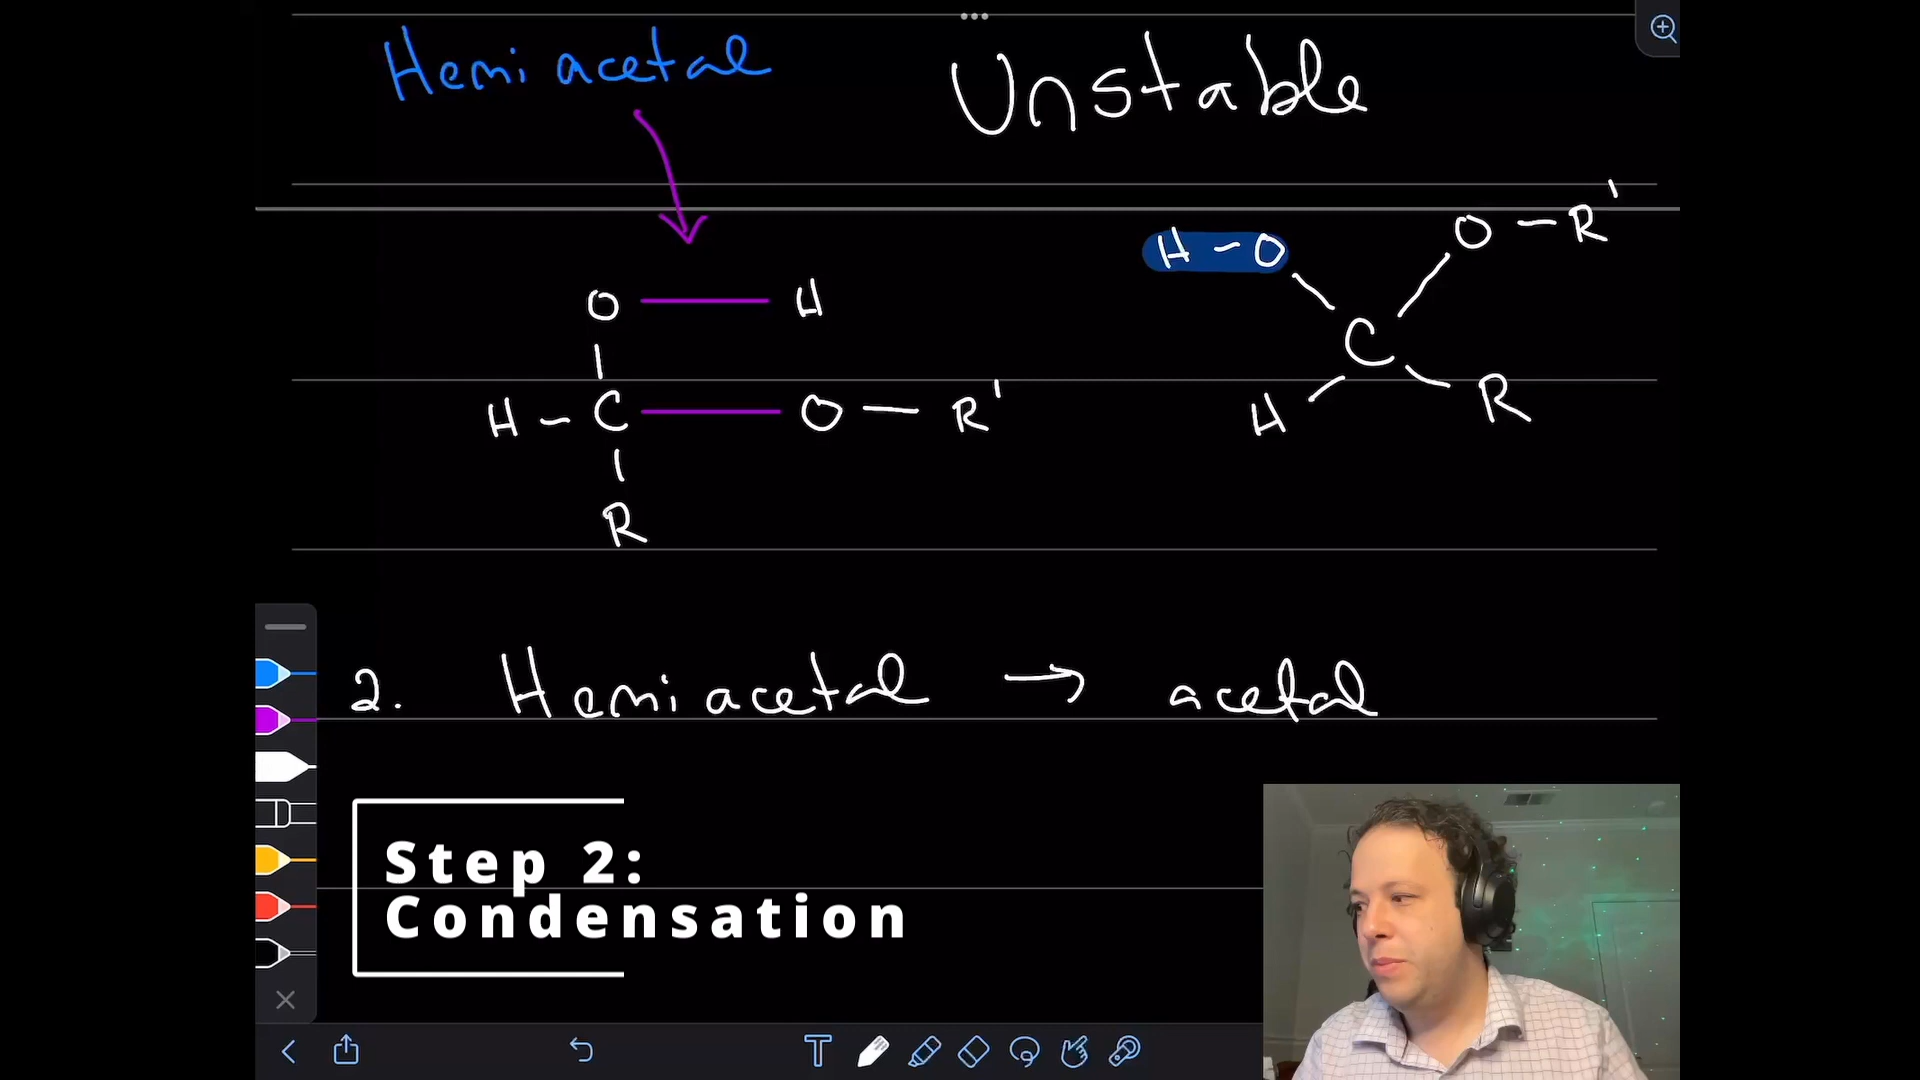 Hemiacetal Unstable
H - O O - R'
O H
C
H - C O - R'
H R
R
2. Hemiacetal → acetal
Step 2:
Condensation
T